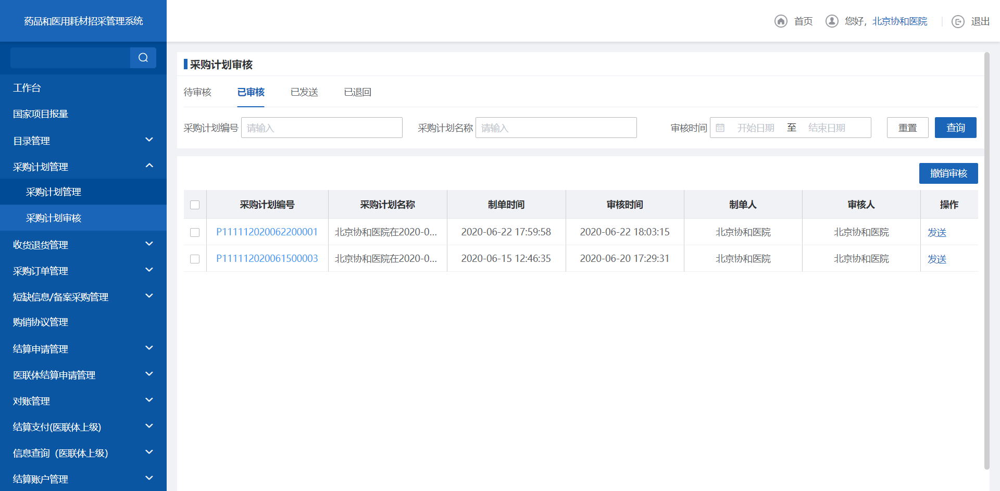 药品和医用耗材招采管理系统
首页
您好，北京协和医院
退出
工作台
国家项目报量
目录管理
采购计划管理
采购计划管理
采购计划审核
收货退货管理
采购订单管理
短缺信息/备案采购管理
购销协议管理
结算申请管理
医联体结算申请管理
对账管理
结算支付(医联体上级)
信息查询（医联体上级）
结算账户管理
采购计划审核
待审核 已审核 已发送 已退回
采购计划编号 请输入 采购计划名称 请输入 审核时间 开始日期 至 结束日期 重置 查询
撤销审核
采购计划编号 采购计划名称 制单时间 审核时间 制单人 审核人 操作
P111112020062200001 北京协和医院在2020-0... 2020-06-22 17:59:58 2020-06-22 18:03:15 北京协和医院 北京协和医院 发送
P111112020061500003 北京协和医院在2020-0... 2020-06-15 12:46:35 2020-06-20 17:29:31 北京协和医院 北京协和医院 发送